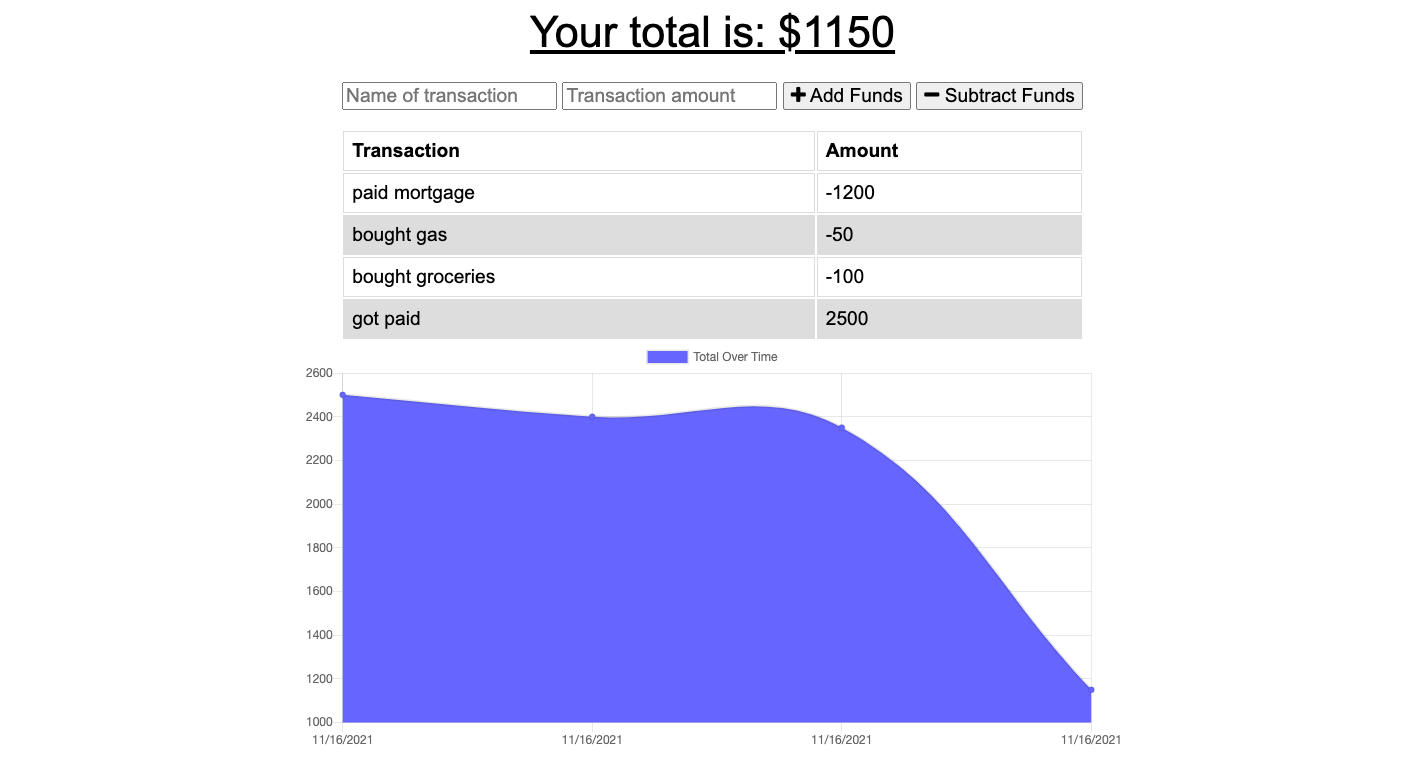 Your total is: $1150
Name of transaction Transaction amount Add Funds Subtract Funds
Transaction Amount
paid mortgage -1200
bought gas -50
bought groceries -100
got paid 2500
Total Over Time
2600
2400
2200
2000
1800
1600
1400
1200
1000
11/16/2021 11/16/2021 11/16/2021 11/16/2021